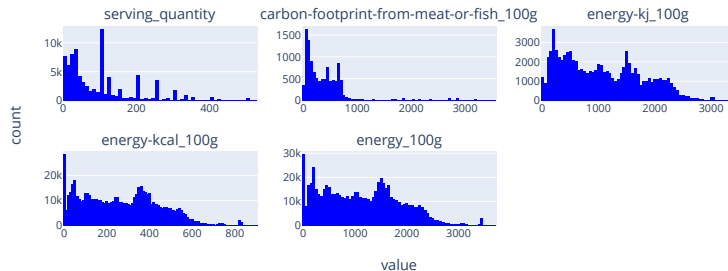 serving_quantity
carbon-footprint-from-meat-or-fish_100g
energy-kj_100g
10k
5k
0
0
200
400
1500
1000
500
0
0
1000
2000
3000
3000
2000
1000
0
0
1000
2000
3000
count
energy-kcal_100g
energy_100g
20k
10k
0
0
200
400
600
800
30k
20k
10k
0
0
1000
2000
3000
value